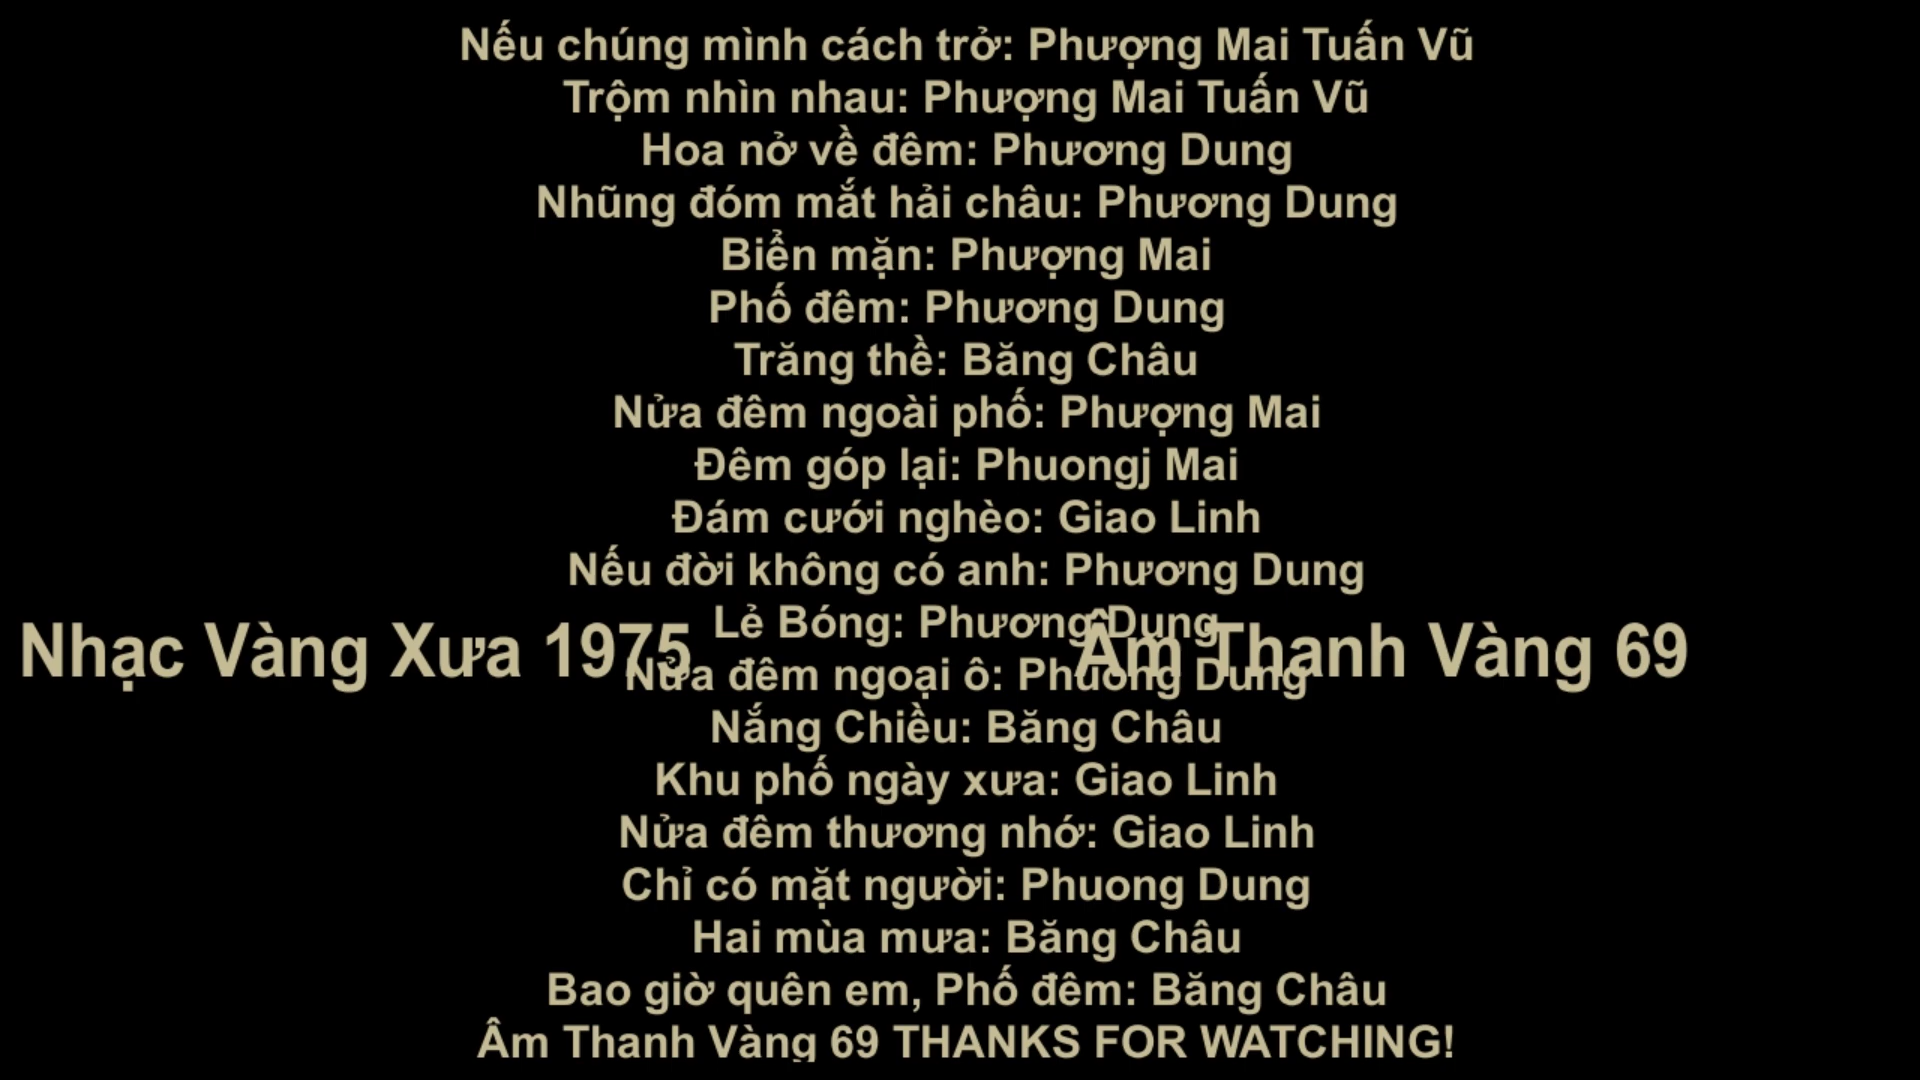 Nếu chúng mình cách trở: Phượng Mai Tuấn Vũ
Trộm nhìn nhau: Phượng Mai Tuấn Vũ
Hoa nở về đêm: Phương Dung
Nhũng đóm mắt hải châu: Phương Dung
Biển mặn: Phượng Mai
Phố đêm: Phương Dung
Trăng thề: Băng Châu
Nửa đêm ngoài phố: Phượng Mai
Đêm góp lại: Phuongj Mai
Đám cưới nghèo: Giao Linh
Nếu đời không có anh: Phương Dung
Lẻ Bóng: Phương Dung
Nhạc Vàng Xưa 1975
Âm Thanh Vàng 69
Nửa đêm ngoại ô: Phuong Dung
Nắng Chiều: Băng Châu
Khu phố ngày xưa: Giao Linh
Nửa đêm thương nhớ: Giao Linh
Chỉ có mặt người: Phuong Dung
Hai mùa mưa: Băng Châu
Bao giờ quên em, Phố đêm: Băng Châu
Âm Thanh Vàng 69 THANKS FOR WATCHING!